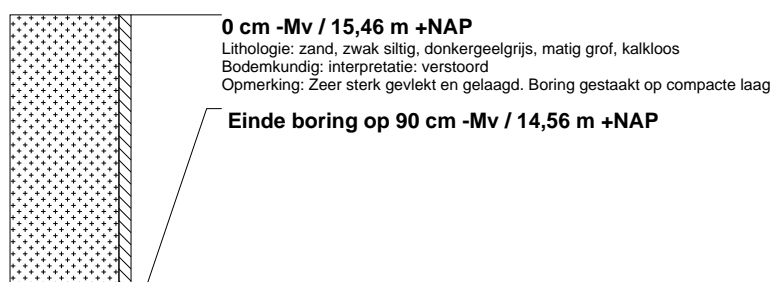 0 cm -Mv / 15,46 m +NAP
Lithologie: zand, zwak siltig, donkergeelgrijs, matig grof, kalkloos
Bodemkundig: interpretatie: verstoord
Opmerking: Zeer sterk gevlekt en gelaagd. Boring gestaakt op compacte laag
Einde boring op 90 cm -Mv / 14,56 m +NAP